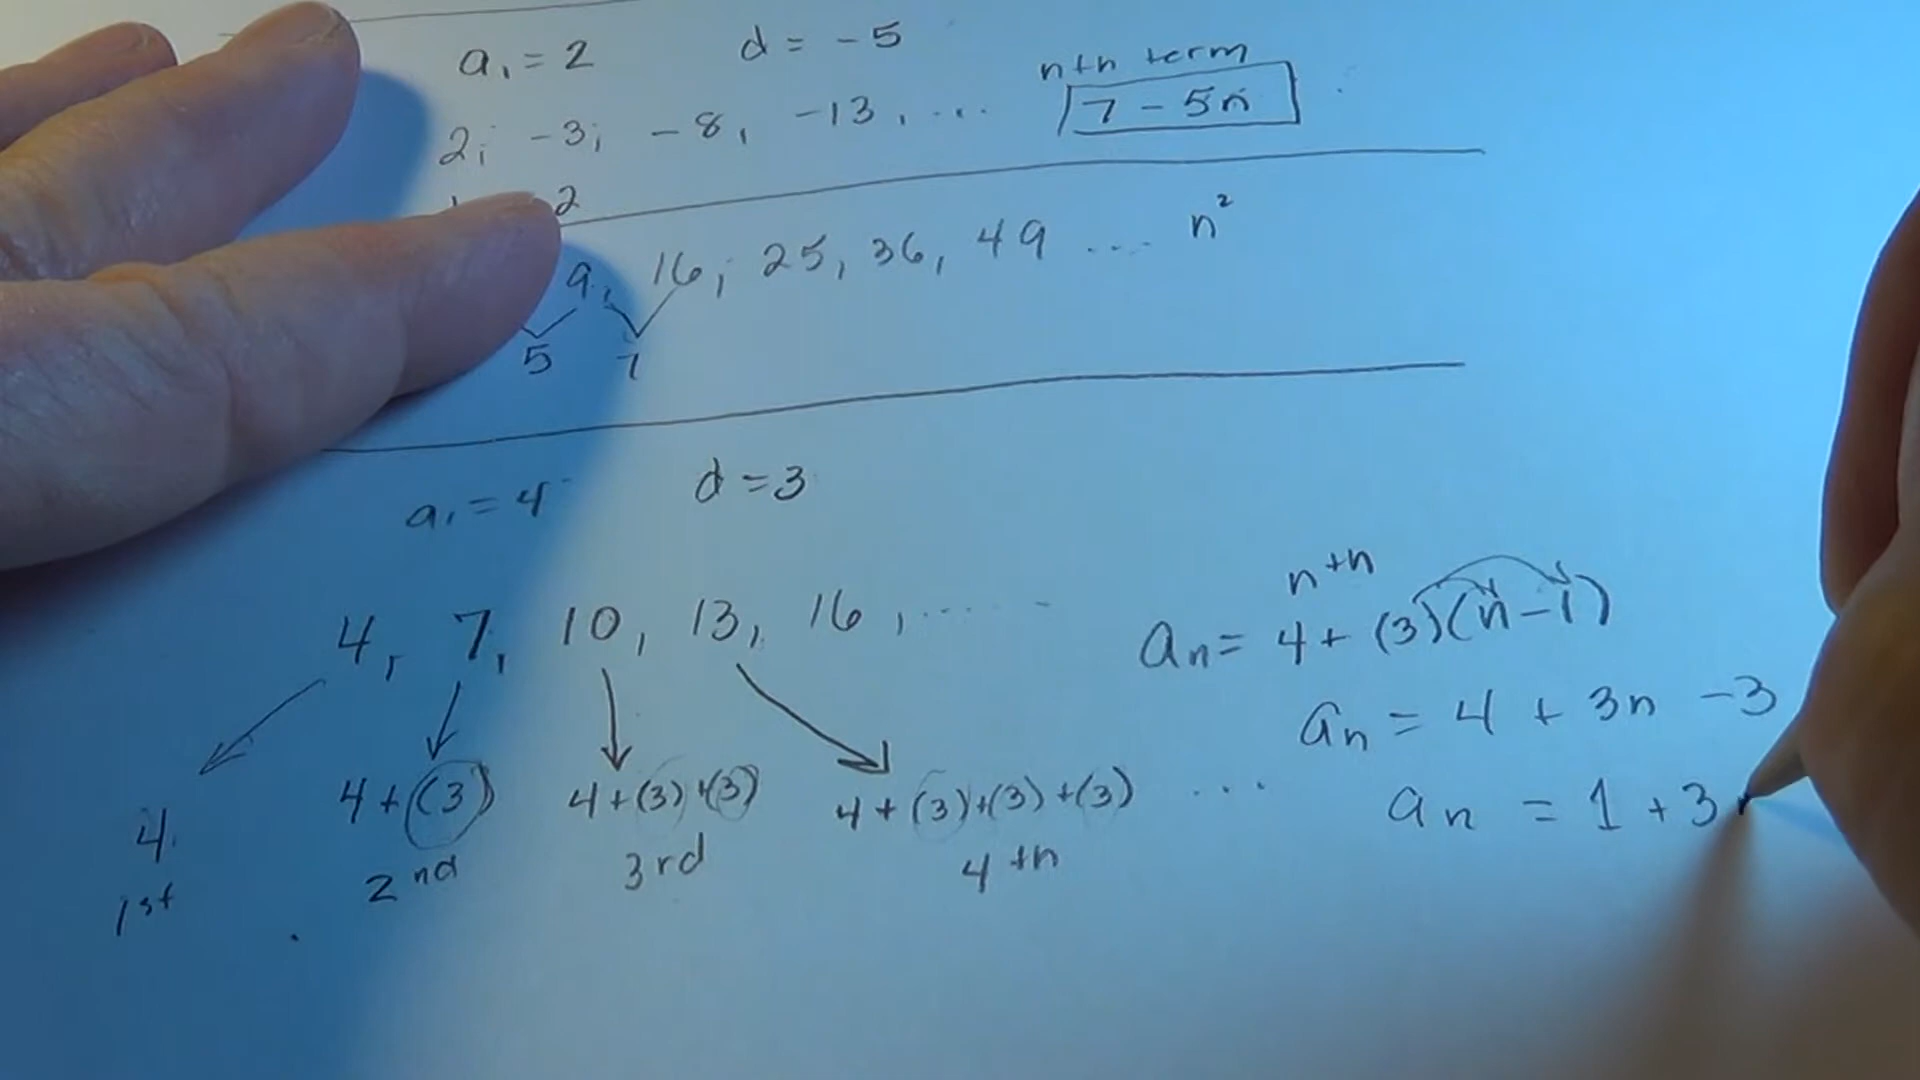 a₁ = 2 d = -5
nth term
2, -3, -8, -13, ... 7 - 5n
2
9, 16, 25, 36, 49 .... n²
5 7
a₁ = 4 d = 3
nth
4, 7, 10, 13, 16, ..... aₙ = 4 + (3)(n-1)
aₙ = 4 + 3n - 3
4 4+(3) 4+(3)+(3) 4+(3)+(3)+(3) ... aₙ = 1 + 3
1st 2nd 3rd 4th